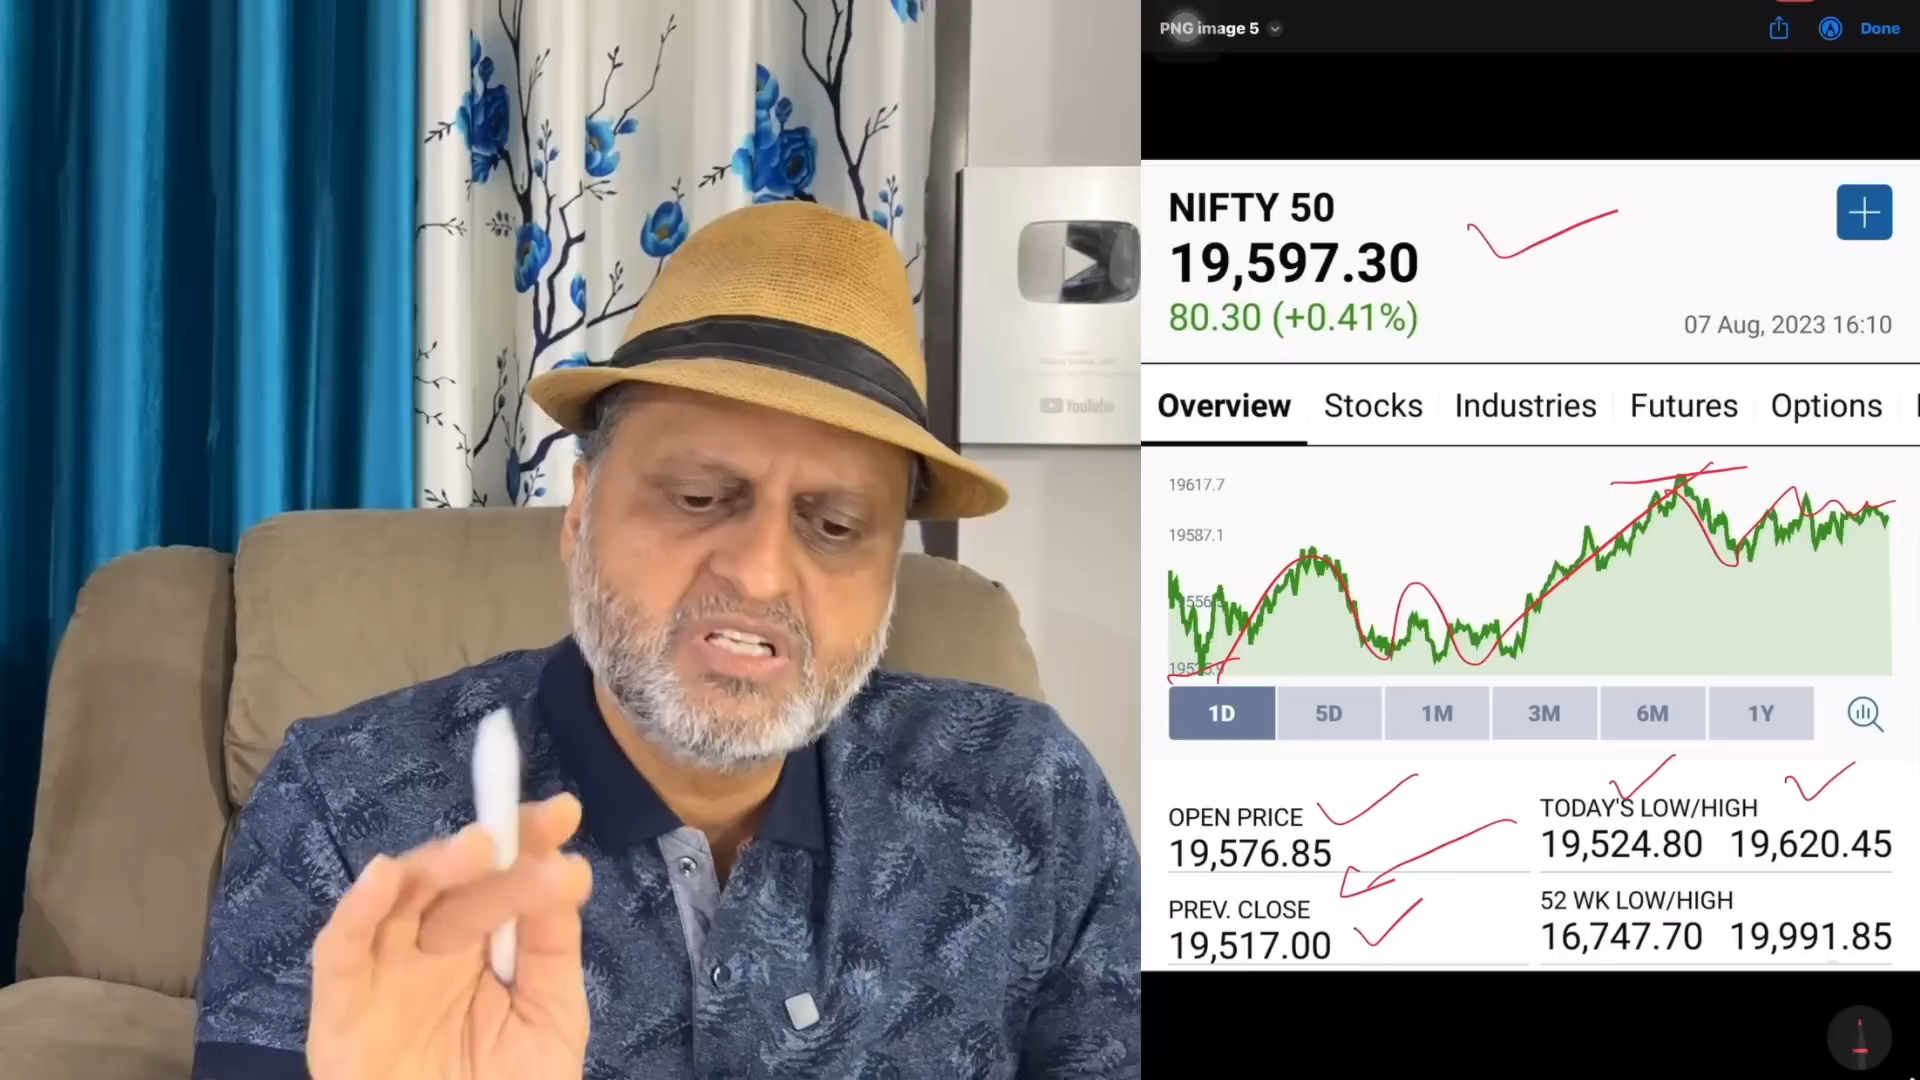 PNG image 5
Done
NIFTY 50
19,597.30
80.30 (+0.41%)
07 Aug, 2023 16:10
Overview Stocks Industries Futures Options
19617.7
19587.1
1D 5D 1M 3M 6M 1Y
OPEN PRICE
19,576.85
TODAY'S LOW/HIGH
19,524.80 19,620.45
PREV. CLOSE
19,517.00
52 WK LOW/HIGH
16,747.70 19,991.85
YouTube